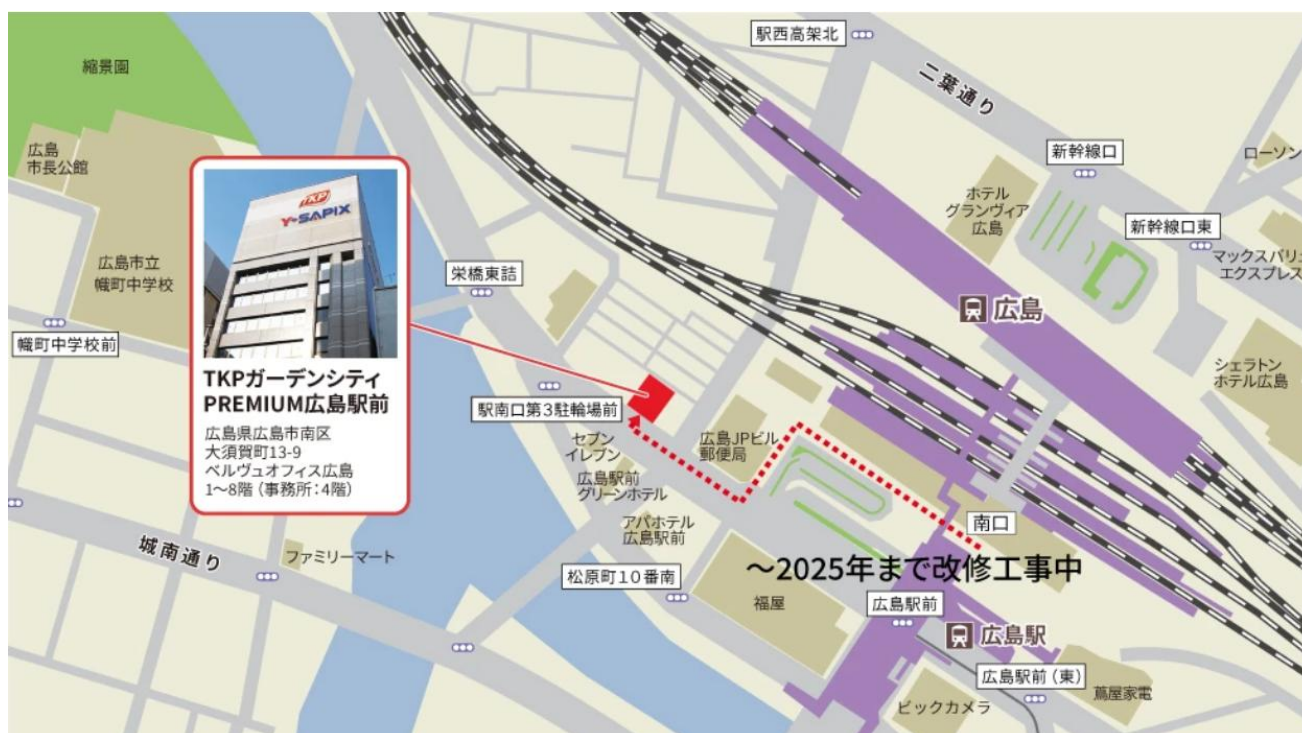 駅西高架北
二葉通り
縮景園
広島
市長公館
新幹線口
ローソン
ホテル
グランヴィア
広島
新幹線口東
マックスバリュ
エクスプレス
TKP
Y-SAPIX
広島市立
幟町中学校
栄橋東詰
広島
幟町中学校前
TKPガーデンシティ
PREMIUM広島駅前
広島県広島市南区
大須賀町13-9
ベルヴュオフィス広島
1〜8階（事務所：4階）
シェラトン
ホテル広島
駅南口第3駐輪場前
セブン
イレブン
広島JPビル
郵便局
広島駅前
グリーンホテル
アパホテル
広島駅前
南口
城南通り
ファミリーマート
〜2025年まで改修工事中
松原町10番南
福屋
広島駅前
広島駅
広島駅前（東）
蔦屋家電
ビックカメラ